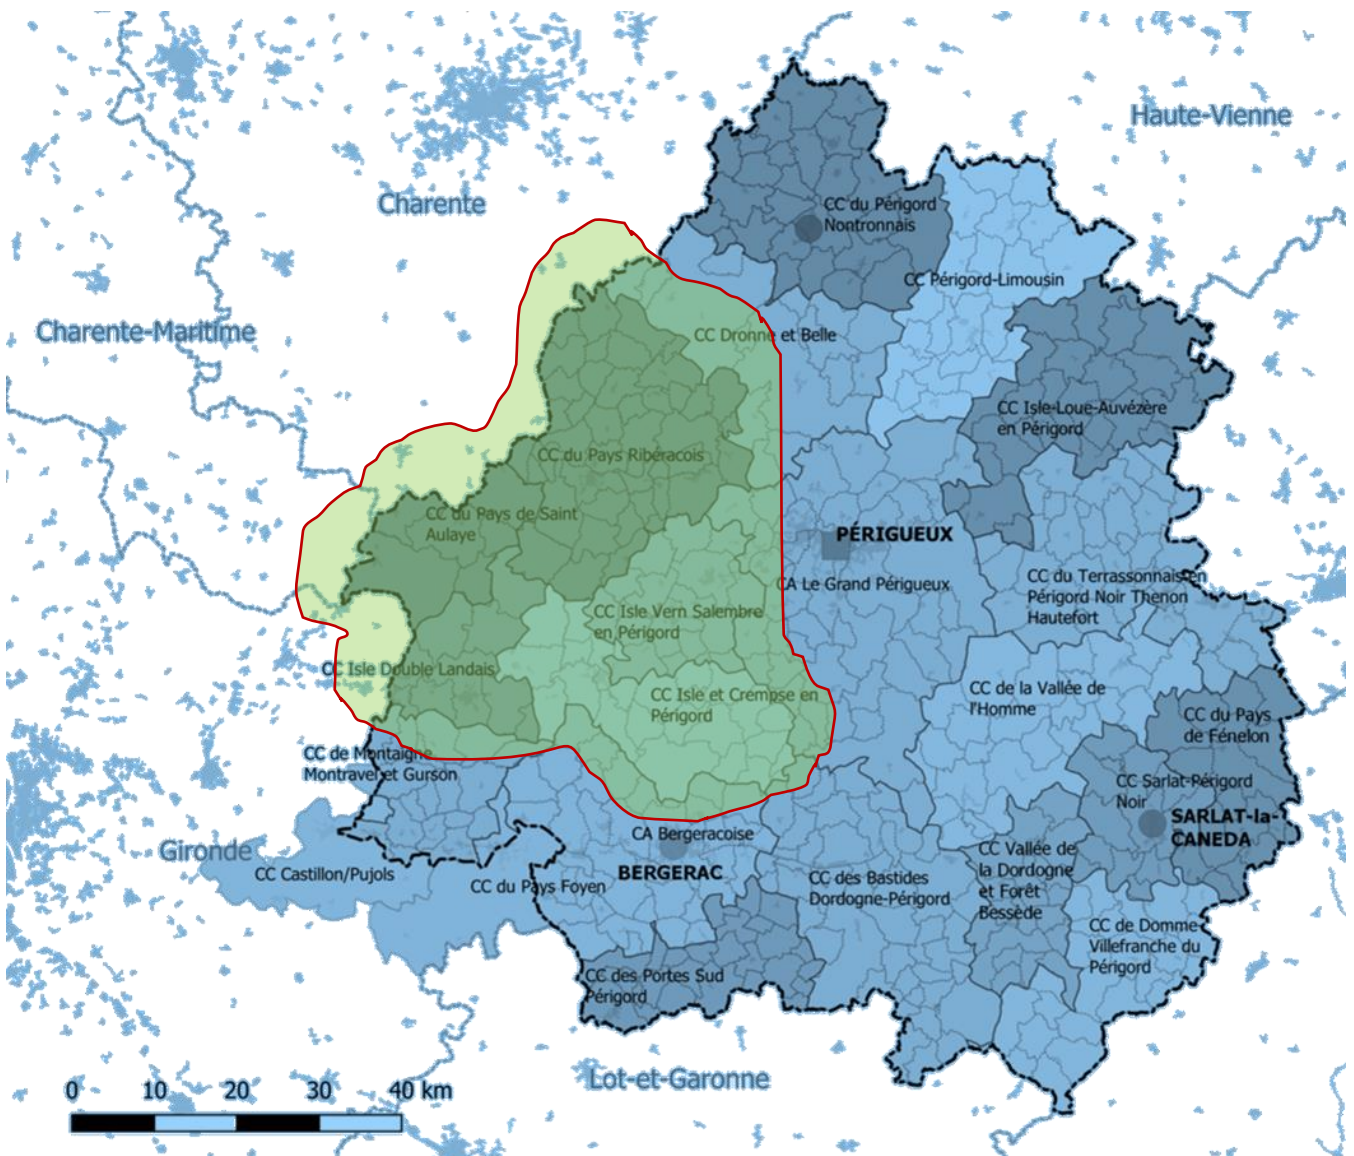 Haute-Vienne
Charente
CC du Périgord
Nontronnais
CC Périgord-Limousin
Charente-Maritime
CC Dronne et Belle
CC Isle-Loue-Auvézère
en Périgord
CC du Pays Ribéracois
CC du Pays de Saint
Aulaye
PÉRIGUEUX
CA Le Grand Périgueux
CC du Terrassonnais en
Périgord Noir Thenon
Hautefort
CC Isle Vern Salembre
en Périgord
CC Isle Double Landais
CC Isle et Crempse en
Périgord
CC de la Vallée de
l'Homme
CC du Pays
de Fénelon
CC de Montaigne
Montravel et Gurson
CC Sarlat-Périgord
Noir
SARLAT-la-
CANEDA
CA Bergeracoise
BERGERAC
Gironde
CC Castillon/Pujols
CC du Pays Foyen
CC des Bastides
Dordogne-Périgord
CC Vallée de
la Dordogne
et Forêt
Bessède
CC de Domme
Villefranche du
Périgord
CC des Portes Sud
Périgord
Lot-et-Garonne
0 10 20 30 40 km